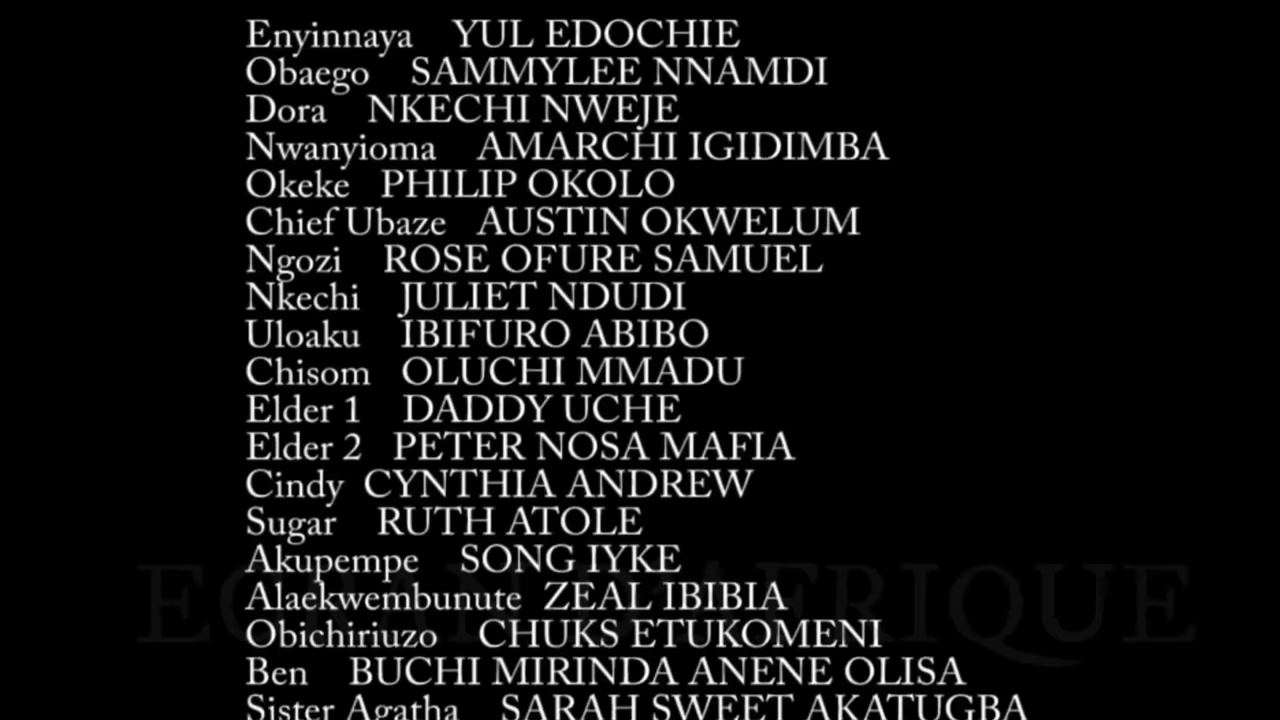 Enyinnaya YUL EDOCHIE
Obaego SAMMYLEE NNAMDI
Dora NKECHI NWEJE
Nwanyioma AMARCHI IGIDIMBA
Okeke PHILIP OKOLO
Chief Ubaze AUSTIN OKWELUM
Ngozi ROSE OFURE SAMUEL
Nkechi JULIET NDUDI
Uloaku IBIFURO ABIBO
Chisom OLUCHI MMADU
Elder 1 DADDY UCHE
Elder 2 PETER NOSA MAFIA
Cindy CYNTHIA ANDREW
Sugar RUTH ATOLE
Akupempe SONG IYKE
Alaekwembunute ZEAL IBIBIA
Obichiriuzo CHUKS ETUKOMENI
Ben BUCHI MIRINDA ANENE OLISA
Sister Agatha SARAH SWEET AKATUGBA